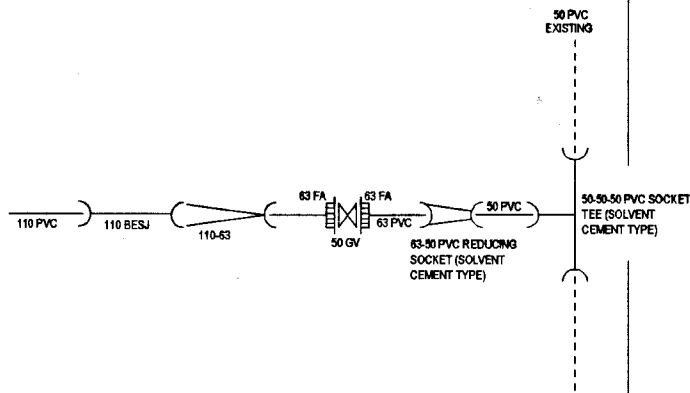 50 PVC
EXISTING
63 FA
63 FA
50 PVC
50-50-50 PVC SOCKET
TEE (SOLVENT
CEMENT TYPE)
110 PVC
110 BESJ
110-63
50 GV
63 PVC
63-50 PVC REDUCING
SOCKET (SOLVENT
CEMENT TYPE)